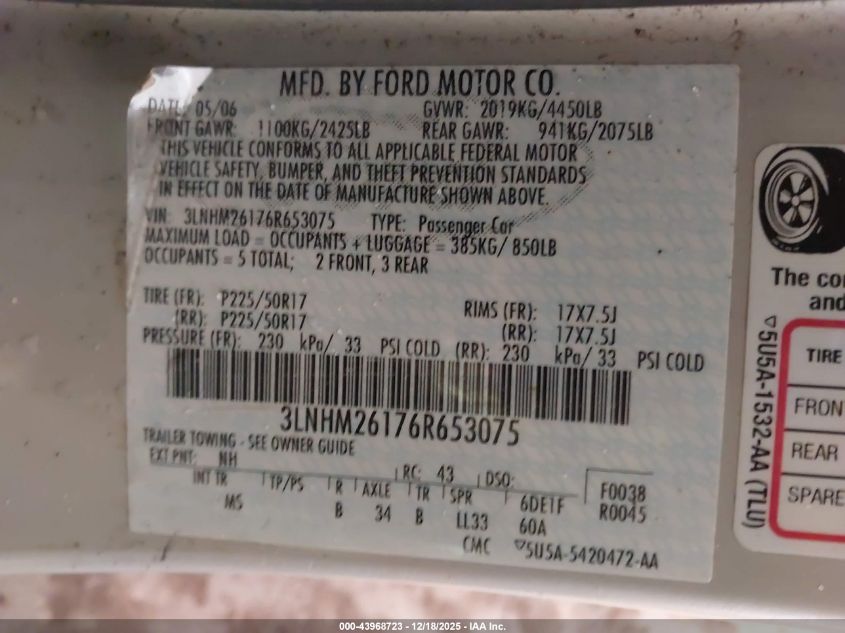 MFD. BY FORD MOTOR CO.
DATE: 05/06 GVWR: 2019KG/4450LB
FRONT GAWR: 1100KG/2425LB REAR GAWR: 941KG/2075LB
THIS VEHICLE CONFORMS TO ALL APPLICABLE FEDERAL MOTOR
VEHICLE SAFETY, BUMPER, AND THEFT PREVENTION STANDARDS
IN EFFECT ON THE DATE OF MANUFACTURE SHOWN ABOVE.
VIN: 3LNHM26176R653075 TYPE: Passenger Car
MAXIMUM LOAD = OCCUPANTS + LUGGAGE = 385KG/ 850LB
OCCUPANTS = 5 TOTAL; 2 FRONT, 3 REAR
TIRE (FR): P225/50R17 RIMS (FR): 17X7.5J
(RR): P225/50R17 (RR): 17X7.5J
PRESSURE (FR): 230 kPa/ 33 PSI COLD (RR): 230 kPa/ 33 PSI COLD
3LNHM26176R653075
TRAILER TOWING - SEE OWNER GUIDE
EXT PNT: NH RC: 43 DSO:
INT TR TP/PS R AXLE TR SPR 6DE1F F0038
M5 B 34 B LL33 60A R0045
CMC 5U5A-5420472-AA
The co
and
TIRE
FRON
REAR
SPARE
5U5A-1532-AA (TLU)
000-43968723 - 12/18/2025 - IAA Inc.